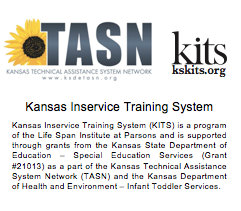 TASN
KANSAS TECHNICAL ASSISTANCE SYSTEM NETWORK
www.ksdetasn.org
kits
kskits.org
Kansas Inservice Training System
Kansas Inservice Training System (KITS) is a program
of the Life Span Institute at Parsons and is supported
through grants from the Kansas State Department of
Education – Special Education Services (Grant
#21013) as a part of the Kansas Technical Assistance
System Network (TASN) and the Kansas Department
of Health and Environment – Infant Toddler Services.